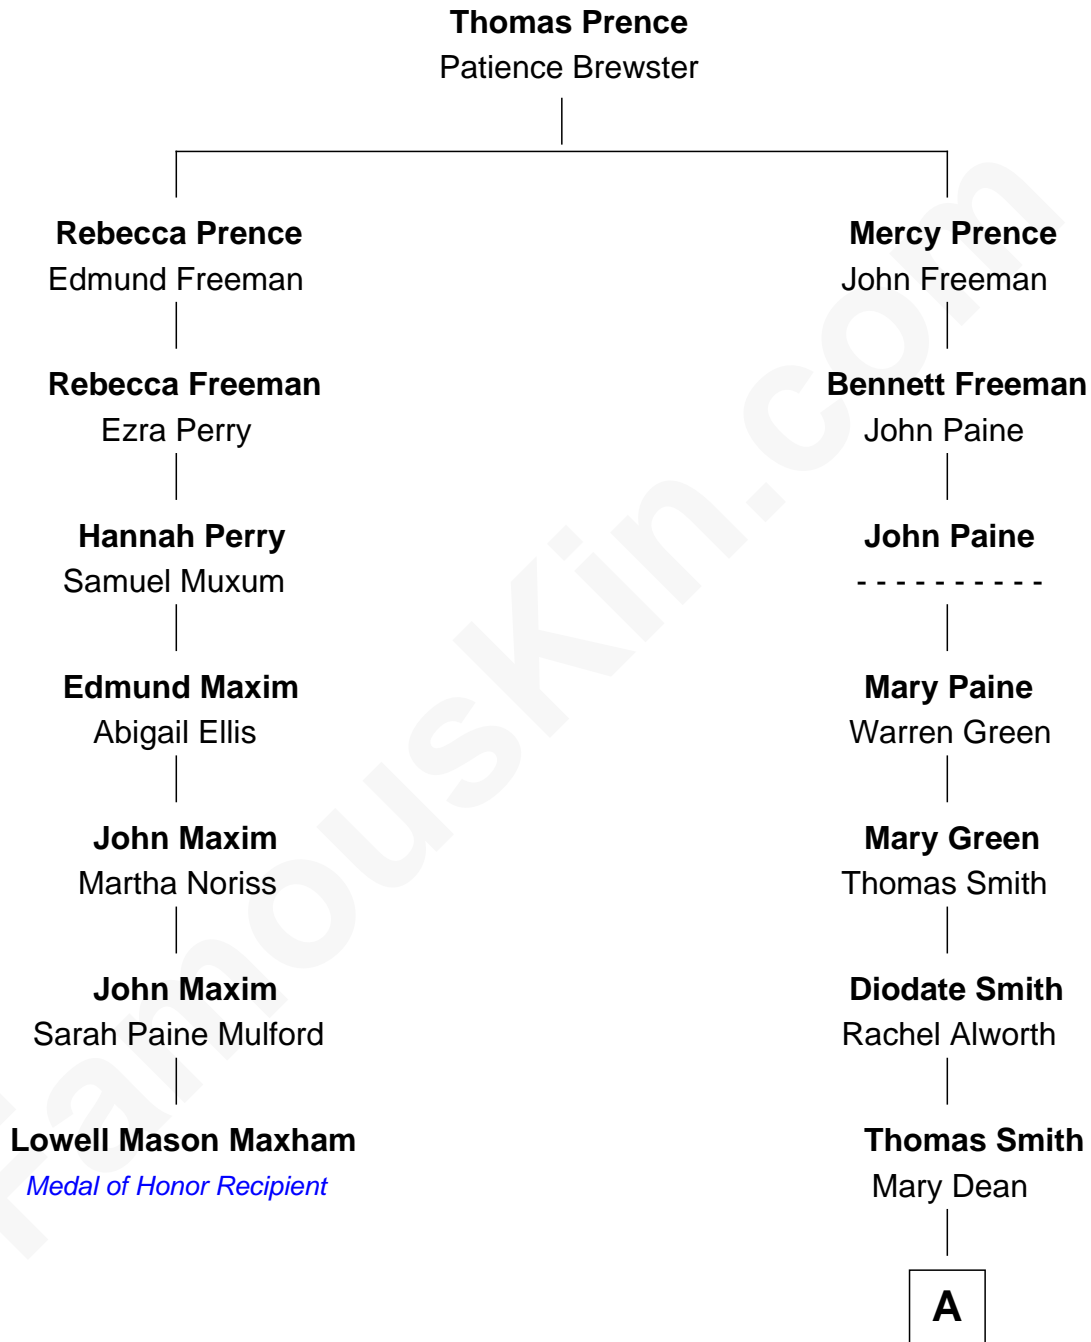 Thomas Prence
Patience Brewster
Rebecca Prence
Edmund Freeman
Mercy Prence
John Freeman
Rebecca Freeman
Ezra Perry
Bennett Freeman
John Paine
Hannah Perry
Samuel Muxum
John Paine
- - - - - - - - - -
Edmund Maxim
Abigail Ellis
Mary Paine
Warren Green
John Maxim
Martha Noriss
Mary Green
Thomas Smith
John Maxim
Sarah Paine Mulford
Diodate Smith
Rachel Alworth
Lowell Mason Maxham
Medal of Honor Recipient
Thomas Smith
Mary Dean
A
FamousKin.com